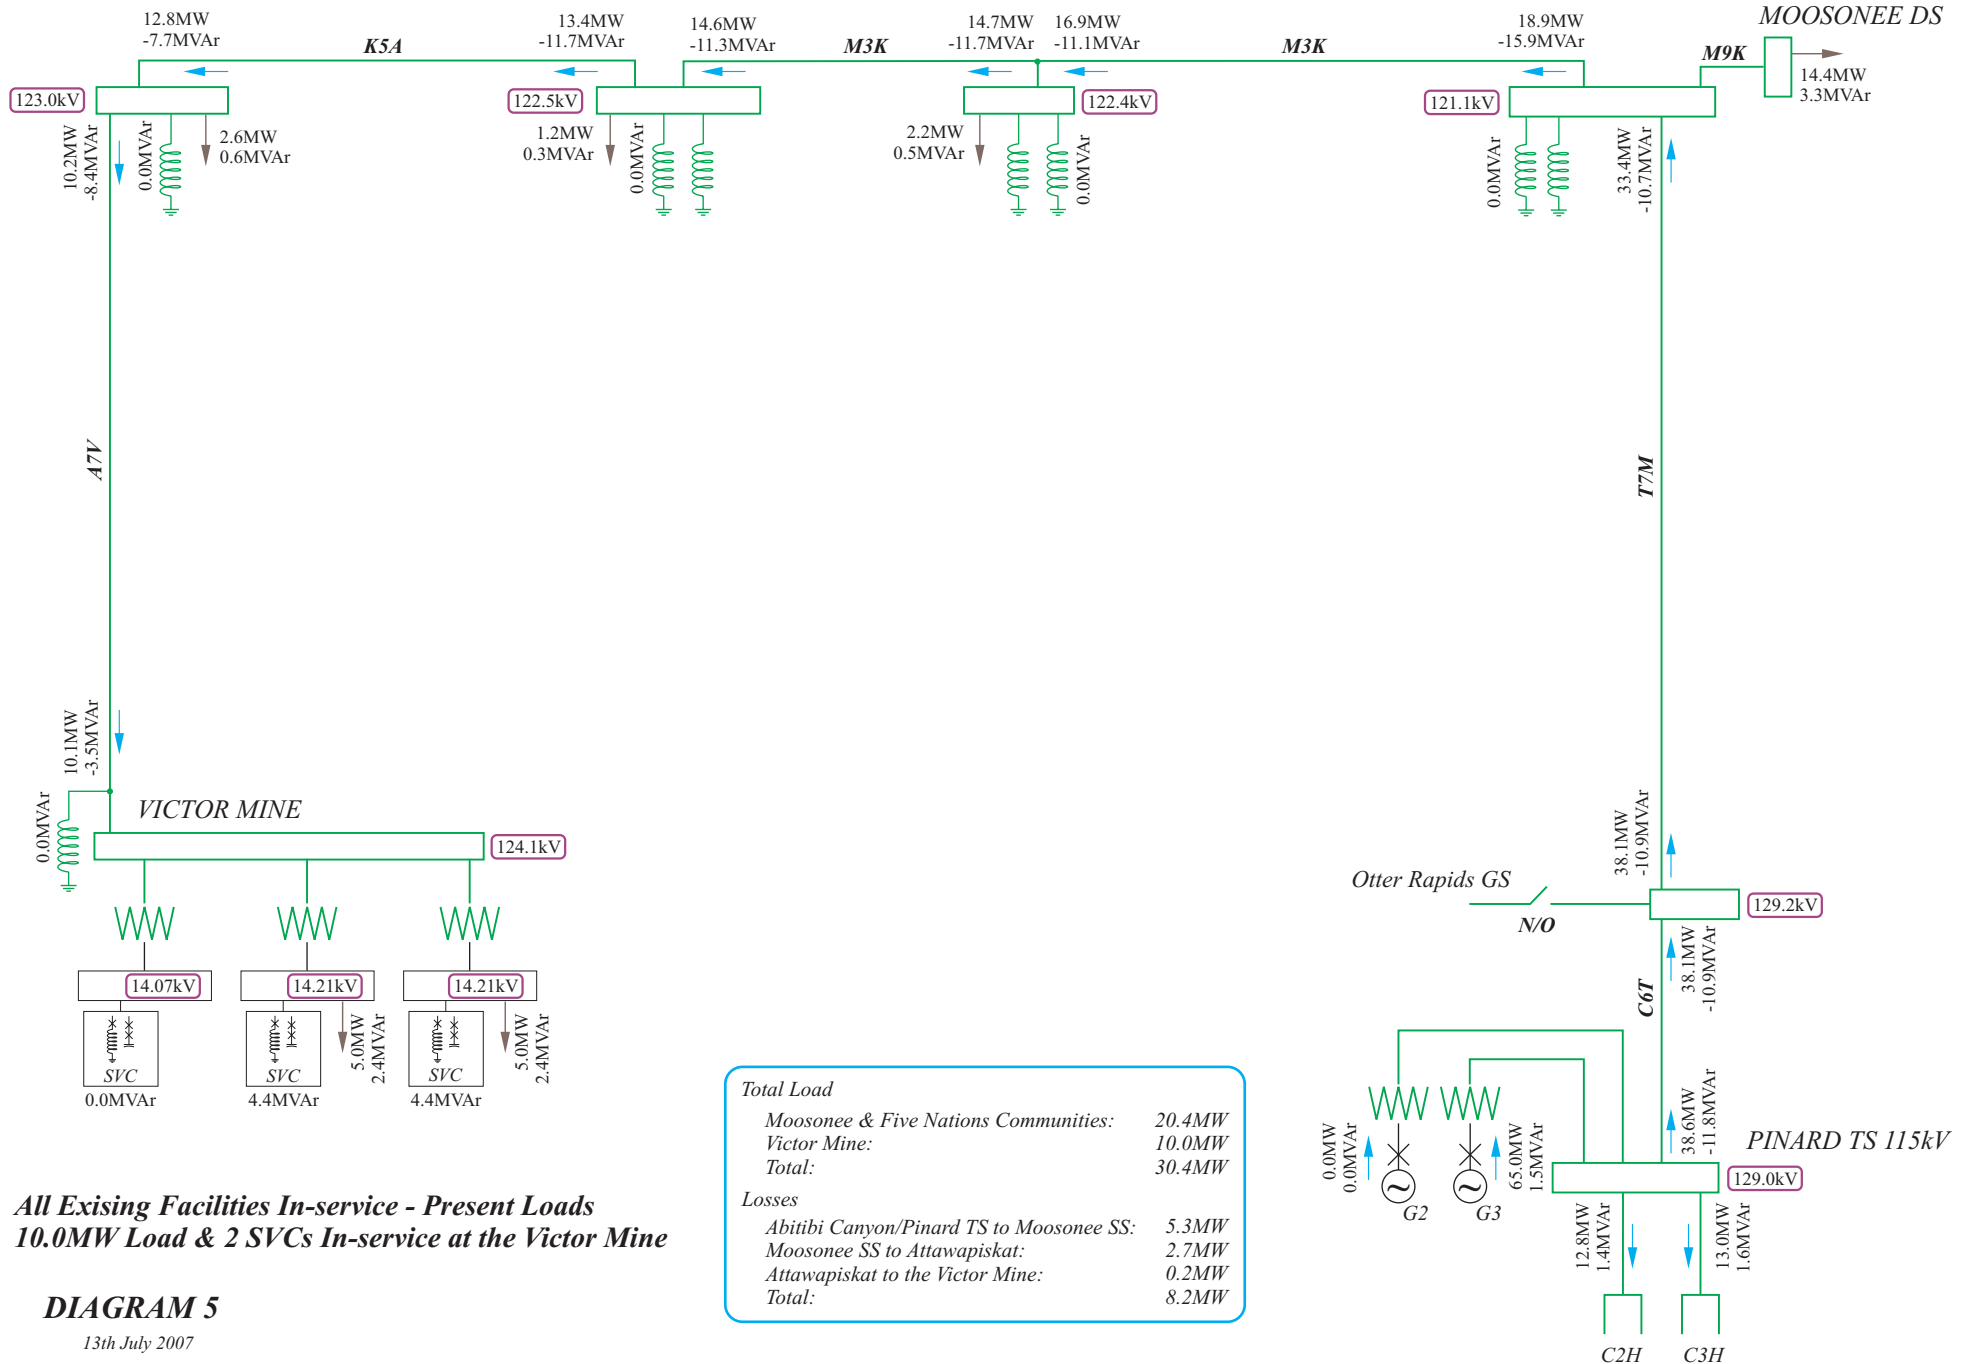 12.8MW
-7.7MVAr
K5A
13.4MW
-11.7MVAr
14.6MW
-11.3MVAr
M3K
14.7MW
-11.7MVAr
16.9MW
-11.1MVAr
M3K
18.9MW
-15.9MVAr
M9K
MOOSONEE DS
14.4MW
3.3MVAr
123.0kV
122.5kV
122.4kV
121.1kV
10.2MW
-8.4MVAr
0.0MVAr
2.6MW
0.6MVAr
1.2MW
0.3MVAr
0.0MVAr
2.2MW
0.5MVAr
0.0MVAr
0.0MVAr
33.4MW
-10.7MVAr
A7V
T7M
10.1MW
-3.5MVAr
0.0MVAr
VICTOR MINE
124.1kV
38.1MW
-10.9MVAr
Otter Rapids GS
N/O
129.2kV
38.1MW
-10.9MVAr
C6T
14.07kV
14.21kV
14.21kV
5.0MW
2.4MVAr
5.0MW
2.4MVAr
SVC
SVC
SVC
0.0MVAr
4.4MVAr
4.4MVAr
38.6MW
-11.8MVAr
PINARD TS 115kV
129.0kV
0.0MW
0.0MVAr
G2
65.0MW
1.5MVAr
G3
12.8MW
1.4MVAr
13.0MW
1.6MVAr
C2H
C3H
Total Load
Moosonee & Five Nations Communities: 20.4MW
Victor Mine: 10.0MW
Total: 30.4MW
Losses
Abitibi Canyon/Pinard TS to Moosonee SS: 5.3MW
Moosonee SS to Attawapiskat: 2.7MW
Attawapiskat to the Victor Mine: 0.2MW
Total: 8.2MW
All Exising Facilities In-service - Present Loads
10.0MW Load & 2 SVCs In-service at the Victor Mine
DIAGRAM 5
13th July 2007